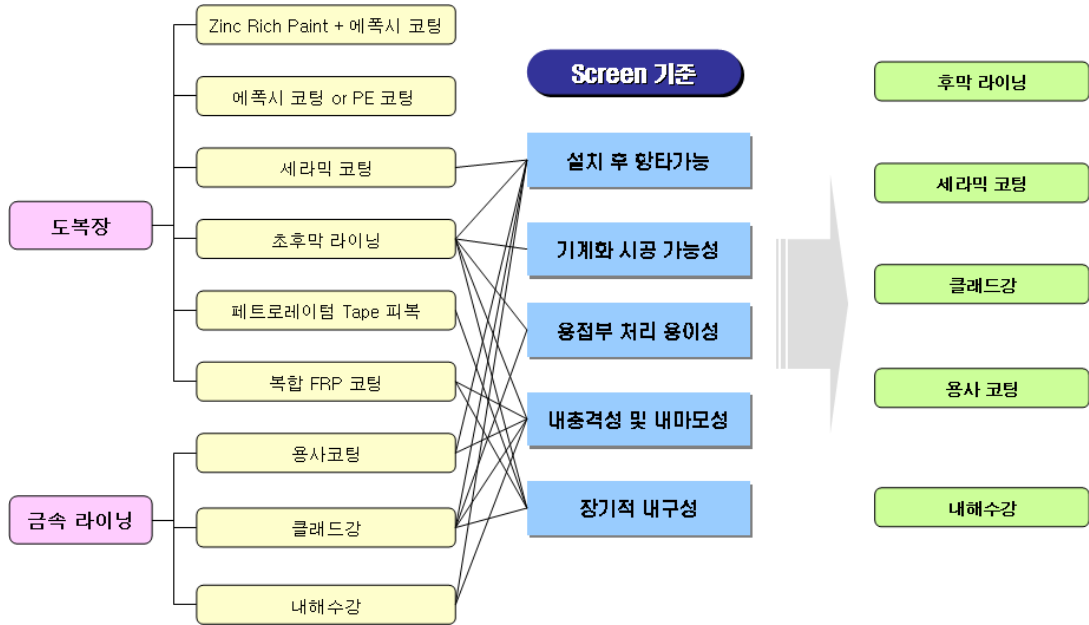 도복장
금속 라이닝
Zinc Rich Paint + 에폭시 코팅
에폭시 코팅 or PE 코팅
세라믹 코팅
초후막 라이닝
페트로레이텀 Tape 피복
복합 FRP 코팅
용사코팅
클래드강
내해수강
Screen 기준
설치 후 항타가능
기계화 시공 가능성
용접부 처리 용이성
내충격성 및 내마모성
장기적 내구성
후막 라이닝
세라믹 코팅
클래드강
용사 코팅
내해수강